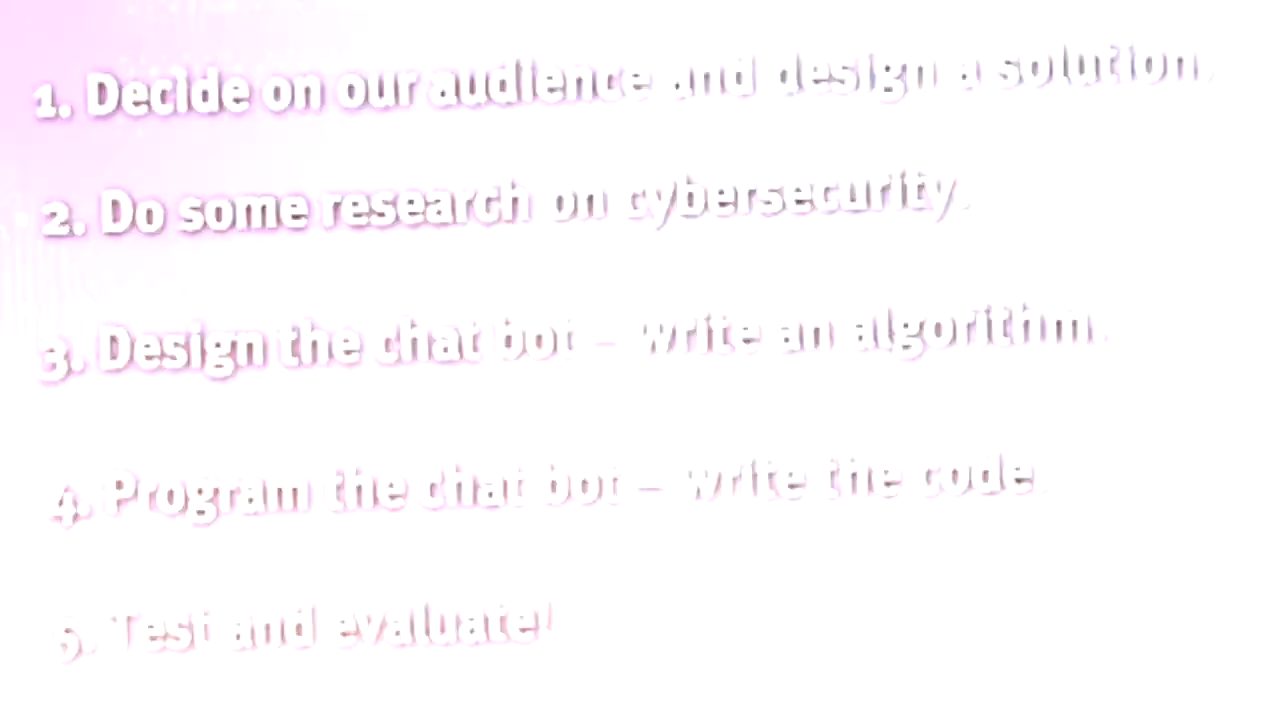 1. Decide on our audience and design a solution.
2. Do some research on cybersecurity.
3. Design the chat bot – write an algorithm.
4. Program the chat bot – write the code.
5. Test and evaluate!